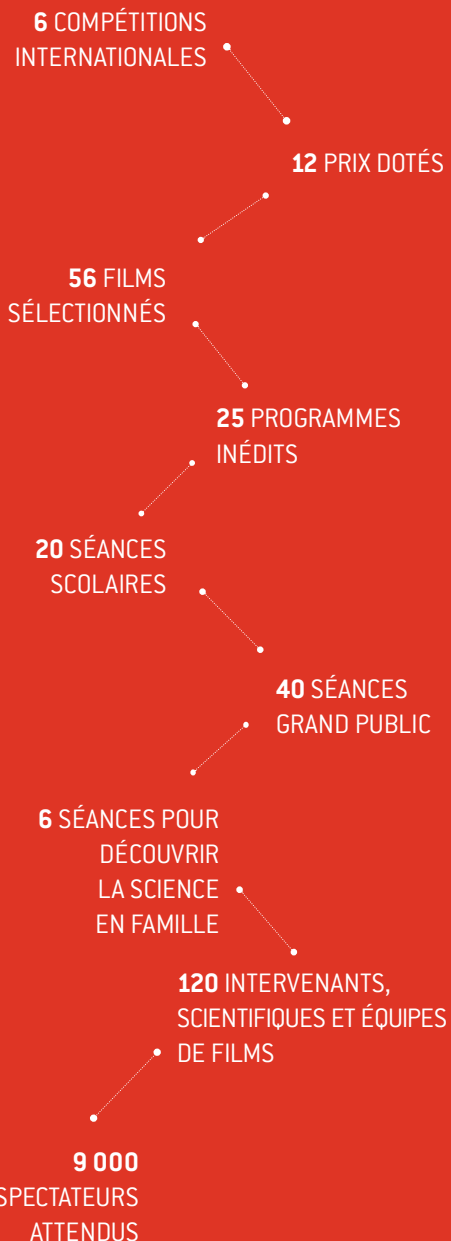 6 COMPÉTITIONS
INTERNATIONALES
12 PRIX DOTÉS
56 FILMS
SÉLECTIONNÉS
25 PROGRAMMES
INÉDITS
20 SÉANCES
SCOLAIRES
40 SÉANCES
GRAND PUBLIC
6 SÉANCES POUR
DÉCOUVRIR
LA SCIENCE
EN FAMILLE
120 INTERVENANTS,
SCIENTIFIQUES ET ÉQUIPES
DE FILMS
9 000
SPECTATEURS
ATTENDUS